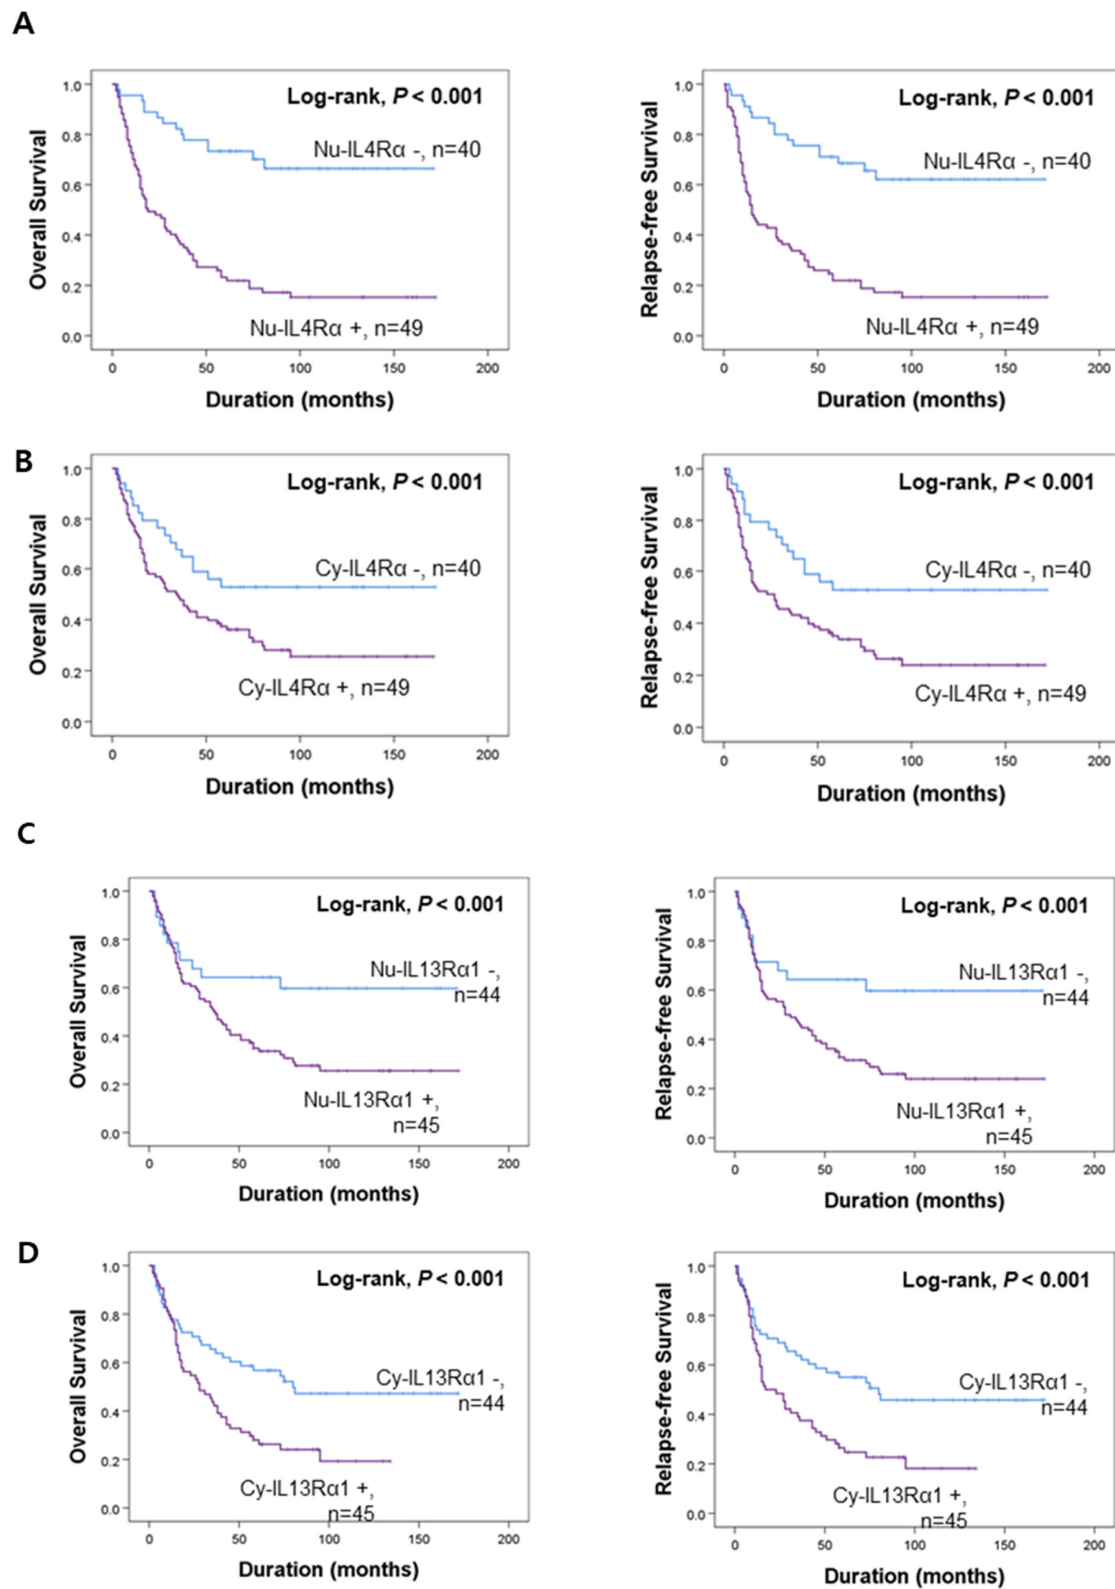 A
Log-rank, P < 0.001
Nu-IL4Rα -, n=40
Nu-IL4Rα +, n=49
Overall Survival
1.0
0.8
0.6
0.4
0.2
0.0
0 50 100 150 200
Duration (months)
Log-rank, P < 0.001
Nu-IL4Rα -, n=40
Nu-IL4Rα +, n=49
Relapse-free Survival
1.0
0.8
0.6
0.4
0.2
0.0
0 50 100 150 200
Duration (months)
B
Log-rank, P < 0.001
Cy-IL4Rα -, n=40
Cy-IL4Rα +, n=49
Overall Survival
1.0
0.8
0.6
0.4
0.2
0.0
0 50 100 150 200
Duration (months)
Log-rank, P < 0.001
Cy-IL4Rα -, n=40
Cy-IL4Rα +, n=49
Relapse-free Survival
1.0
0.8
0.6
0.4
0.2
0.0
0 50 100 150 200
Duration (months)
C
Log-rank, P < 0.001
Nu-IL13Rα1 -,
n=44
Nu-IL13Rα1 +,
n=45
Overall Survival
1.0
0.8
0.6
0.4
0.2
0.0
0 50 100 150 200
Duration (months)
Log-rank, P < 0.001
Nu-IL13Rα1 -,
n=44
Nu-IL13Rα1 +,
n=45
Relapse-free Survival
1.0
0.8
0.6
0.4
0.2
0.0
0 50 100 150 200
Duration (months)
D
Log-rank, P < 0.001
Cy-IL13Rα1 -,
n=44
Cy-IL13Rα1 +,
n=45
Overall Survival
1.0
0.8
0.6
0.4
0.2
0.0
0 50 100 150 200
Duration (months)
Log-rank, P < 0.001
Cy-IL13Rα1 -,
n=44
Cy-IL13Rα1 +,
n=45
Relapse-free Survival
1.0
0.8
0.6
0.4
0.2
0.0
0 50 100 150 200
Duration (months)